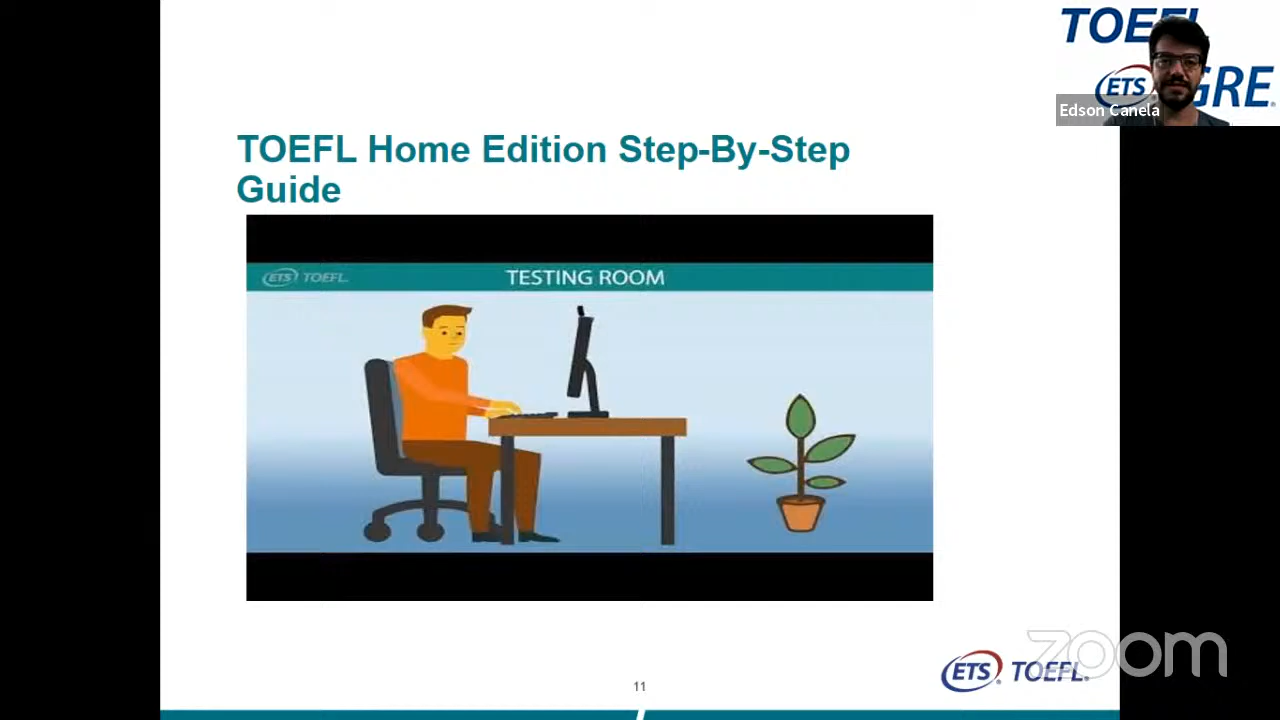 TOEFL
ETS GRE
Edson Canela
TOEFL Home Edition Step-By-Step
Guide
ETS TOEFL
TESTING ROOM
zoom
ETS TOEFL
11